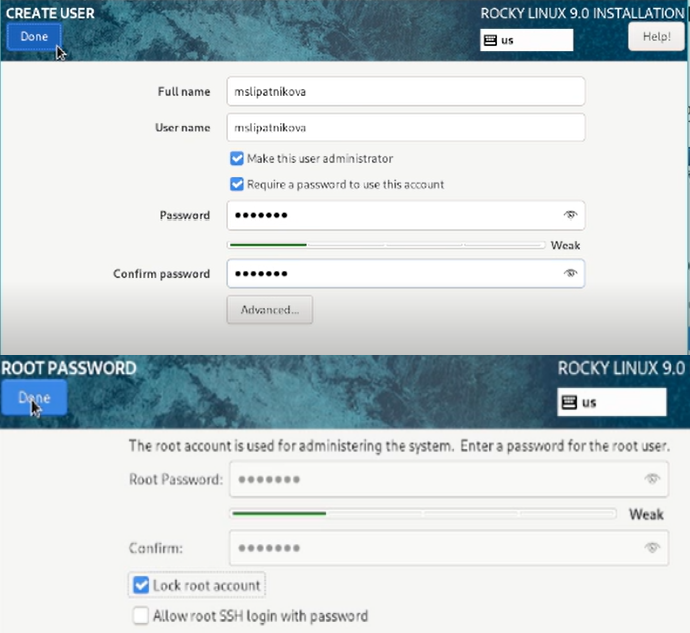 CREATE USER
ROCKY LINUX 9.0 INSTALLATION
Done
us
Help!
Full name
mslipatnikova
User name
mslipatnikova
Make this user administrator
Require a password to use this account
Password
•••••••
Weak
Confirm password
•••••••
Advanced...
ROOT PASSWORD
ROCKY LINUX 9.0
Done
us
The root account is used for administering the system. Enter a password for the root user.
Root Password:
•••••••
Weak
Confirm:
•••••••
Lock root account
Allow root SSH login with password